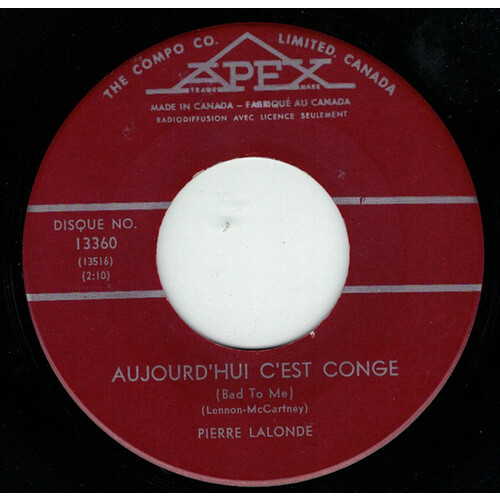 THE COMPO CO. LIMITED, CANADA
APEX
TRADE MARK
MADE IN CANADA – FABRIQUÉ AU CANADA
RADIODIFFUSION AVEC LICENCE SEULEMENT
DISQUE NO.
13360
(13516)
(2:10)
AUJOURD'HUI C'EST CONGE
(Bad To Me)
(Lennon-McCartney)
PIERRE LALONDE